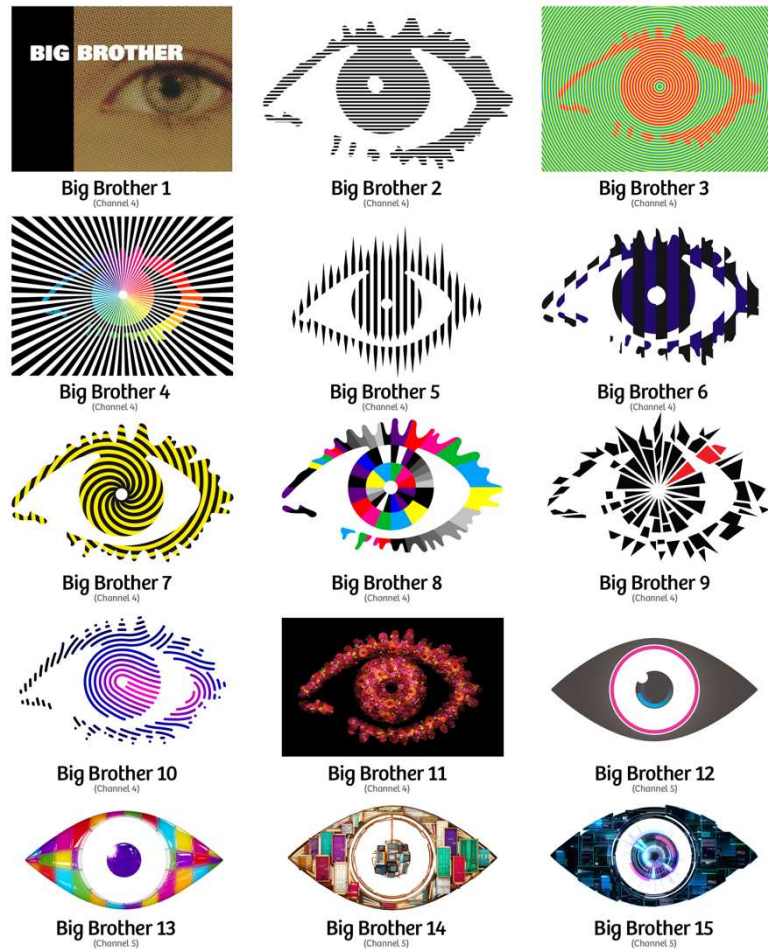 BIG BROTHER
Big Brother 1
(Channel 4)
Big Brother 2
(Channel 4)
Big Brother 3
(Channel 4)
Big Brother 4
(Channel 4)
Big Brother 5
(Channel 4)
Big Brother 6
(Channel 4)
Big Brother 7
(Channel 4)
Big Brother 8
(Channel 4)
Big Brother 9
(Channel 4)
Big Brother 10
(Channel 4)
Big Brother 11
(Channel 4)
Big Brother 12
(Channel 5)
Big Brother 13
(Channel 5)
Big Brother 14
(Channel 5)
Big Brother 15
(Channel 5)